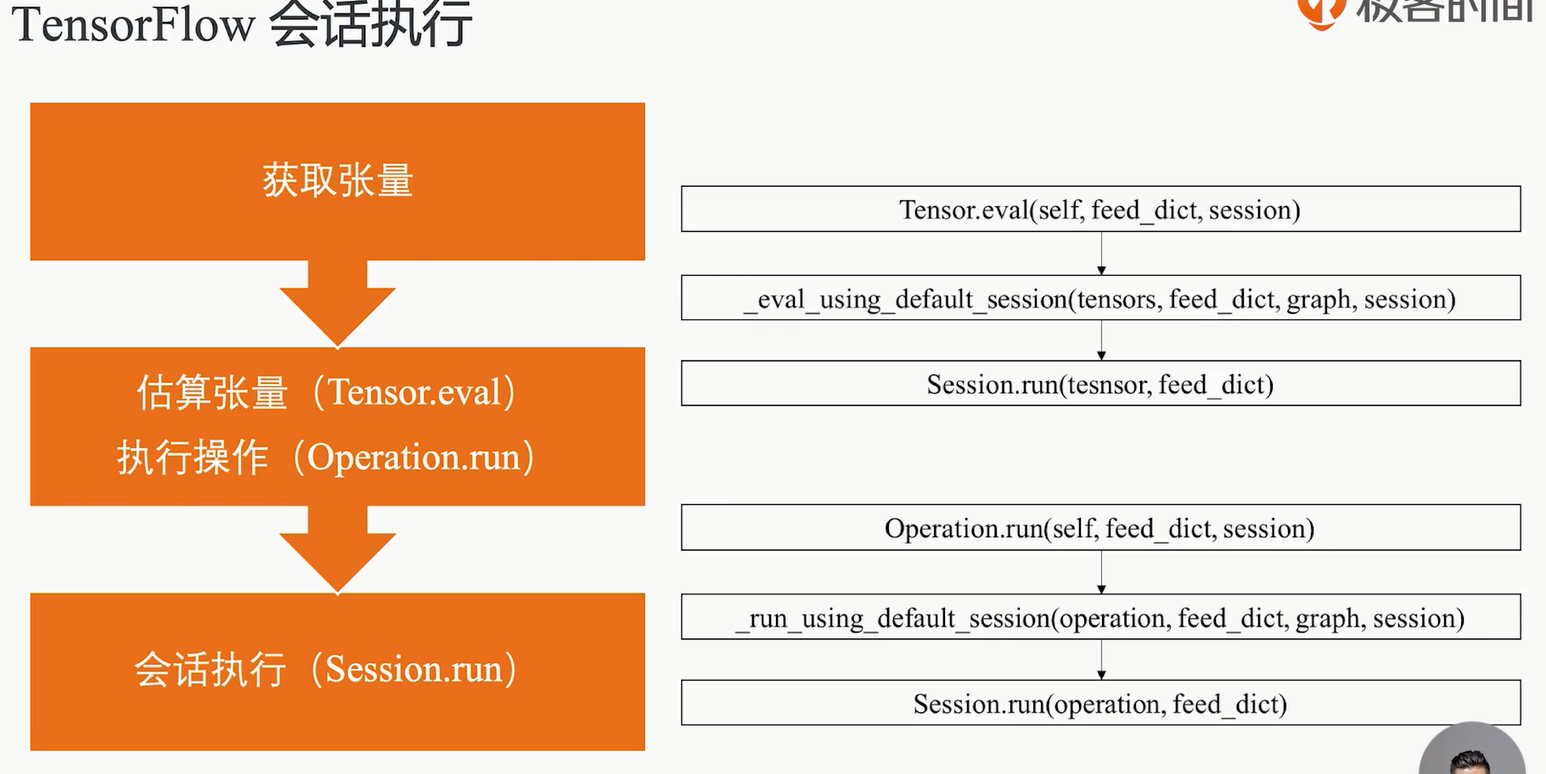 TensorFlow 会话执行
极客时间
获取张量
估算张量（Tensor.eval）
执行操作（Operation.run）
会话执行（Session.run）
Tensor.eval(self, feed_dict, session)
_eval_using_default_session(tensors, feed_dict, graph, session)
Session.run(tesnsor, feed_dict)
Operation.run(self, feed_dict, session)
_run_using_default_session(operation, feed_dict, graph, session)
Session.run(operation, feed_dict)